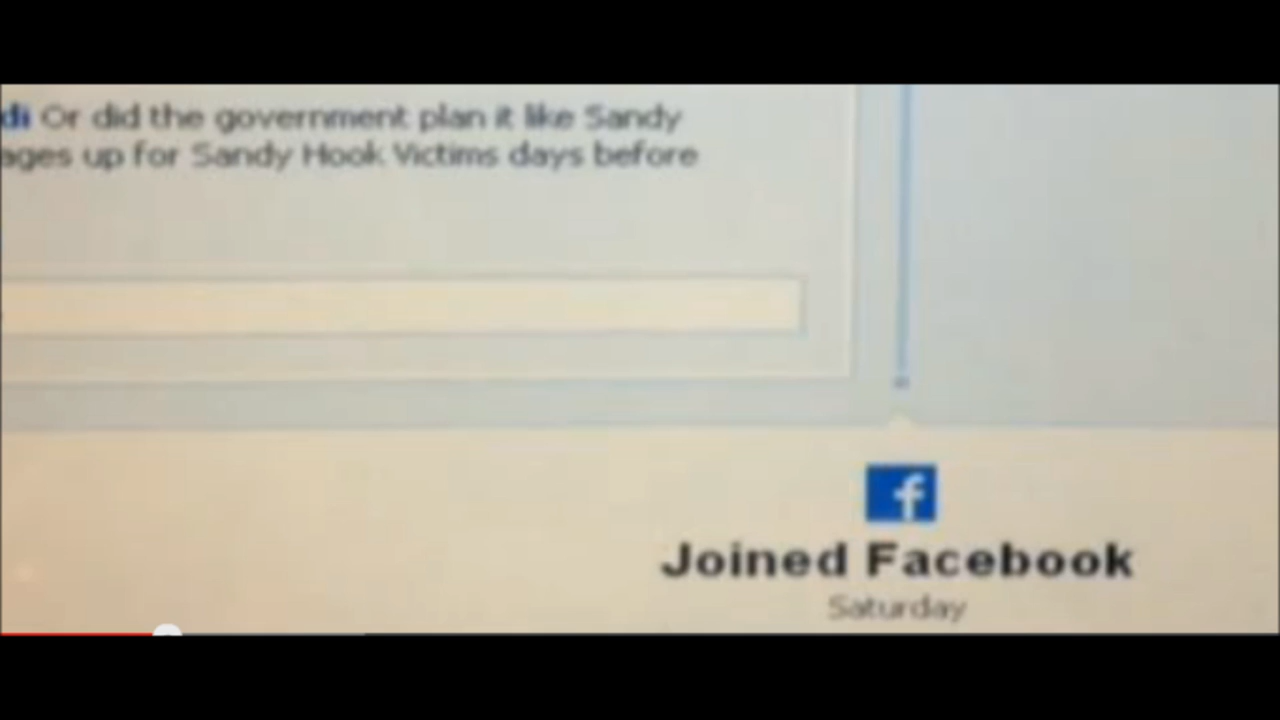 di Or did the government plan it like Sandy
ages up for Sandy Hook Victims days before
Joined Facebook
Saturday